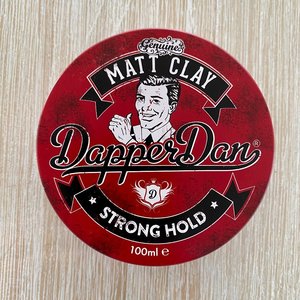 Genuine
MATT CLAY
Dapper Dan®
D
STRONG HOLD
100ml e